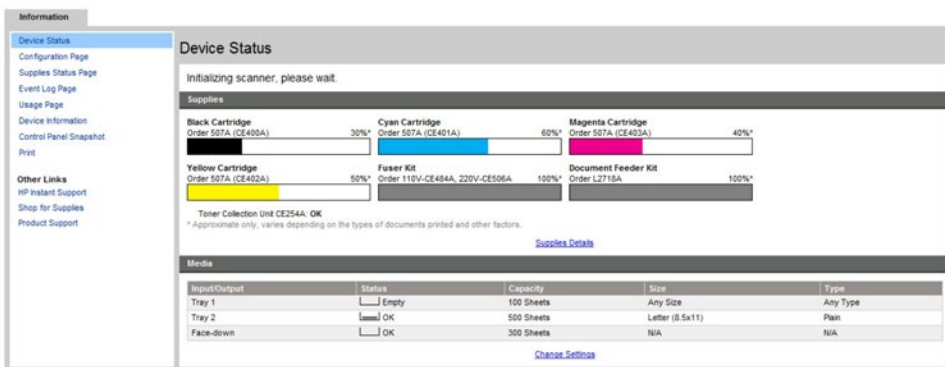 Information
Device Status
Configuration Page
Supplies Status Page
Event Log Page
Usage Page
Device Information
Control Panel Snapshot
Print
Other Links
HP Instant Support
Shop for Supplies
Product Support
Device Status
Initializing scanner, please wait.
Supplies
Black Cartridge
Order 507A (CE400A) 30%*
Cyan Cartridge
Order 507A (CE401A) 60%*
Magenta Cartridge
Order 507A (CE403A) 40%*
Yellow Cartridge
Order 507A (CE402A) 50%*
Fuser Kit
Order 110V-CE484A, 220V-CE506A 100%*
Document Feeder Kit
Order L2718A 100%*
Toner Collection Unit CE254A: OK
* Approximate only, varies depending on the types of documents printed and other factors.
Supplies Details
Media
Input/Output Status Capacity Size Type
Tray 1 Empty 100 Sheets Any Size Any Type
Tray 2 OK 500 Sheets Letter (8.5x11) Plain
Face-down OK 300 Sheets N/A N/A
Change Settings